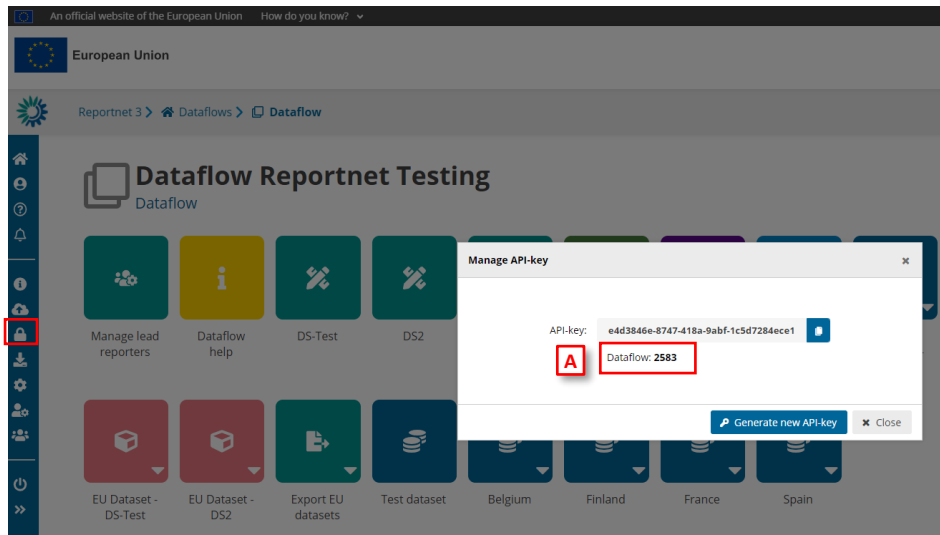 An official website of the European Union How do you know?
European Union
Reportnet 3 Dataflows Dataflow
Dataflow Reportnet Testing
Dataflow
Manage lead reporters
Dataflow help
DS-Test
DS2
Manage API-key
API-key: e4d3846e-8747-418a-9abf-1c5d7284ece1
A
Dataflow: 2583
Generate new API-key
Close
EU Dataset - DS-Test
EU Dataset - DS2
Export EU datasets
Test dataset
Belgium
Finland
France
Spain